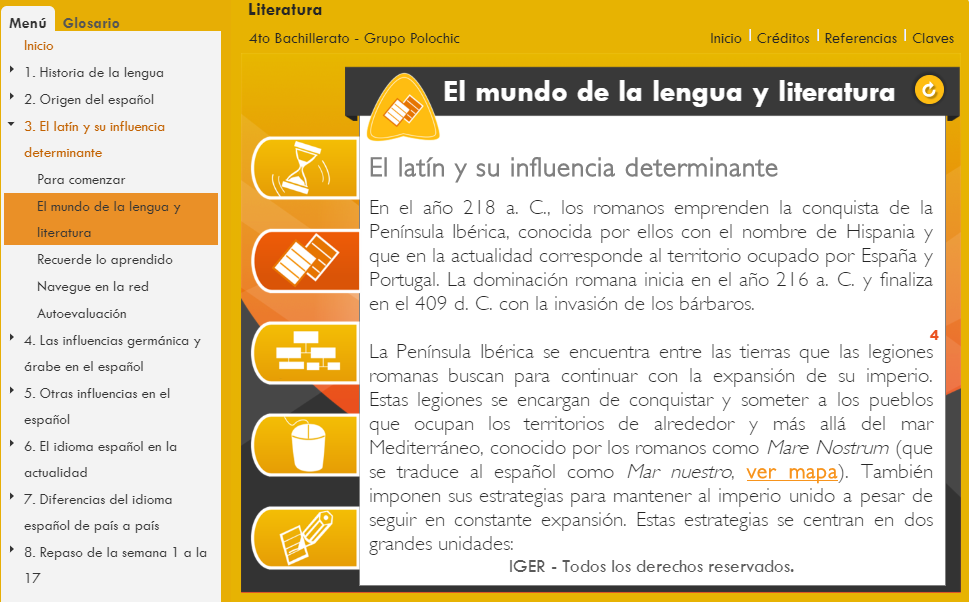 Menú Glosario
Inicio
1. Historia de la lengua
2. Origen del español
3. El latín y su influencia
determinante
Para comenzar
El mundo de la lengua y
literatura
Recuerde lo aprendido
Navegue en la red
Autoevaluación
4. Las influencias germánica y
árabe en el español
5. Otras influencias en el
español
6. El idioma español en la
actualidad
7. Diferencias del idioma
español de país a país
8. Repaso de la semana 1 a la
17
Literatura
4to Bachillerato - Grupo Polochic
Inicio Créditos Referencias Claves
El mundo de la lengua y literatura
El latín y su influencia determinante
En el año 218 a. C., los romanos emprenden la conquista de la
Península Ibérica, conocida por ellos con el nombre de Hispania y
que en la actualidad corresponde al territorio ocupado por España y
Portugal. La dominación romana inicia en el año 216 a. C. y finaliza
en el 409 d. C. con la invasión de los bárbaros.
4
La Península Ibérica se encuentra entre las tierras que las legiones
romanas buscan para continuar con la expansión de su imperio.
Estas legiones se encargan de conquistar y someter a los pueblos
que ocupan los territorios de alrededor y más allá del mar
Mediterráneo, conocido por los romanos como Mare Nostrum (que
se traduce al español como Mar nuestro, ver mapa). También
imponen sus estrategias para mantener al imperio unido a pesar de
seguir en constante expansión. Estas estrategias se centran en dos
grandes unidades:
IGER - Todos los derechos reservados.